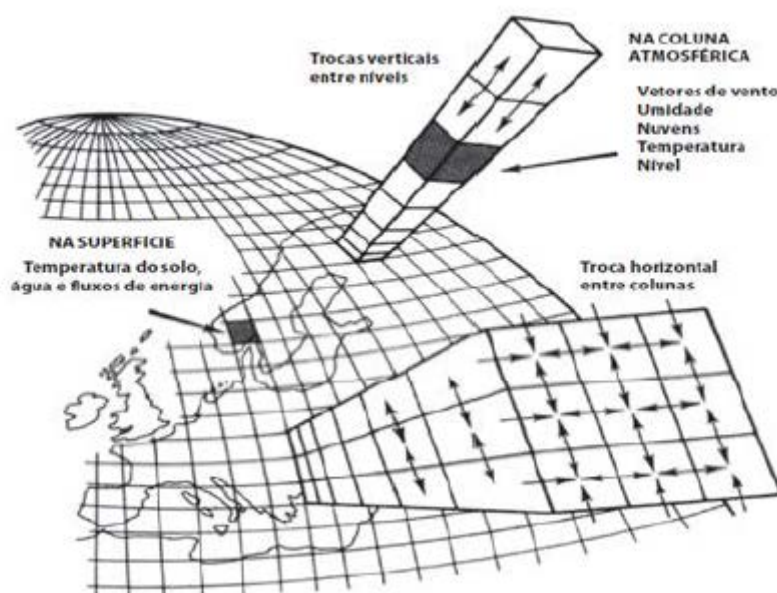 Trocas verticais
entre níveis
NA COLUNA
ATMOSFÉRICA
Vetores de vento
Umidade
Nuvens
Temperatura
Nível
NA SUPERFÍCIE
Temperatura do solo,
água e fluxos de energia
Troca horizontal
entre colunas